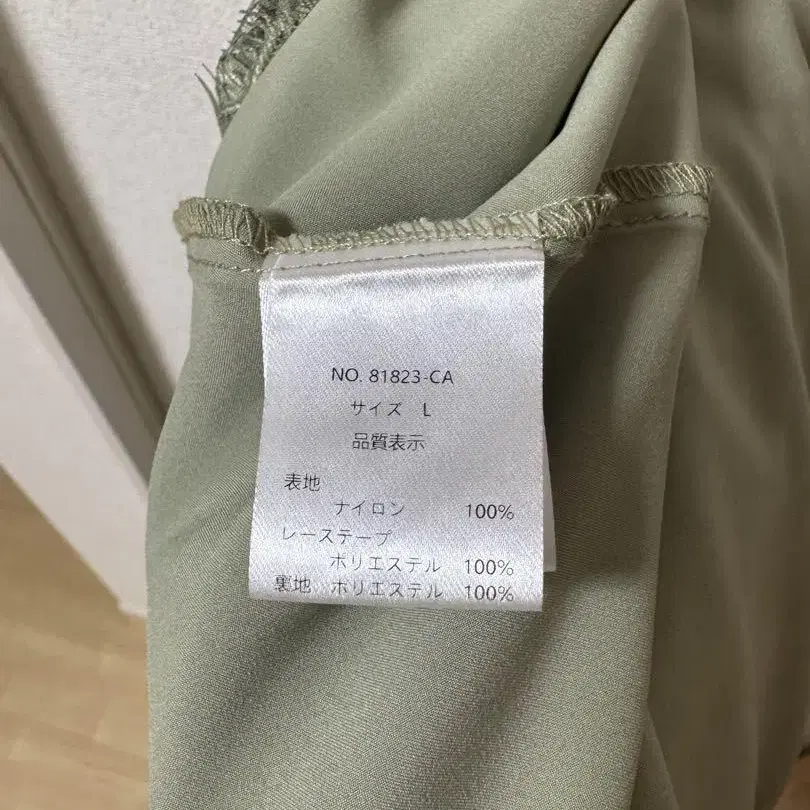 NO. 81823-CA
サイズ L
品質表示
表地
ナイロン 100%
レーステープ
ポリエステル 100%
裏地 ポリエステル 100%